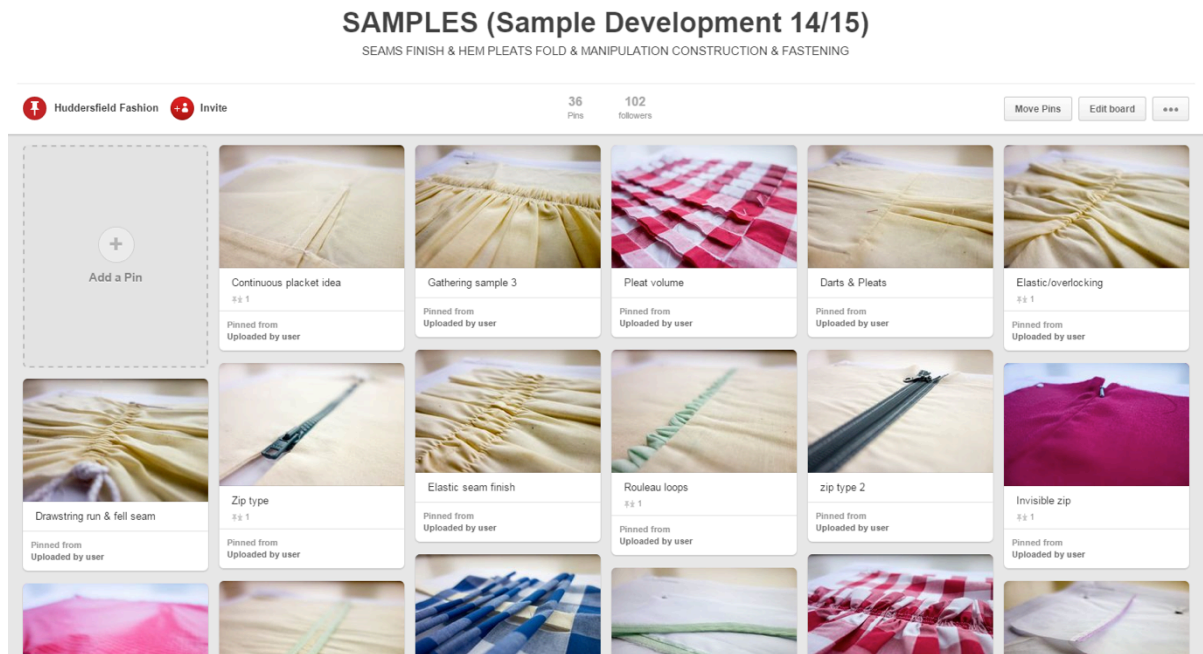 SAMPLES (Sample Development 14/15)
SEAMS FINISH & HEM PLEATS FOLD & MANIPULATION CONSTRUCTION & FASTENING
Huddersfield Fashion
Invite
36
Pins
102
followers
Move Pins
Edit board
Add a Pin
Continuous placket idea
1
Pinned from
Uploaded by user
Gathering sample 3
Pinned from
Uploaded by user
Pleat volume
Pinned from
Uploaded by user
Darts & Pleats
Pinned from
Uploaded by user
Elastic/overlocking
1
Pinned from
Uploaded by user
Drawstring run & fell seam
Pinned from
Uploaded by user
Zip type
1
Pinned from
Uploaded by user
Elastic seam finish
Pinned from
Uploaded by user
Rouleau loops
1
Pinned from
Uploaded by user
zip type 2
Pinned from
Uploaded by user
Invisible zip
1
Pinned from
Uploaded by user